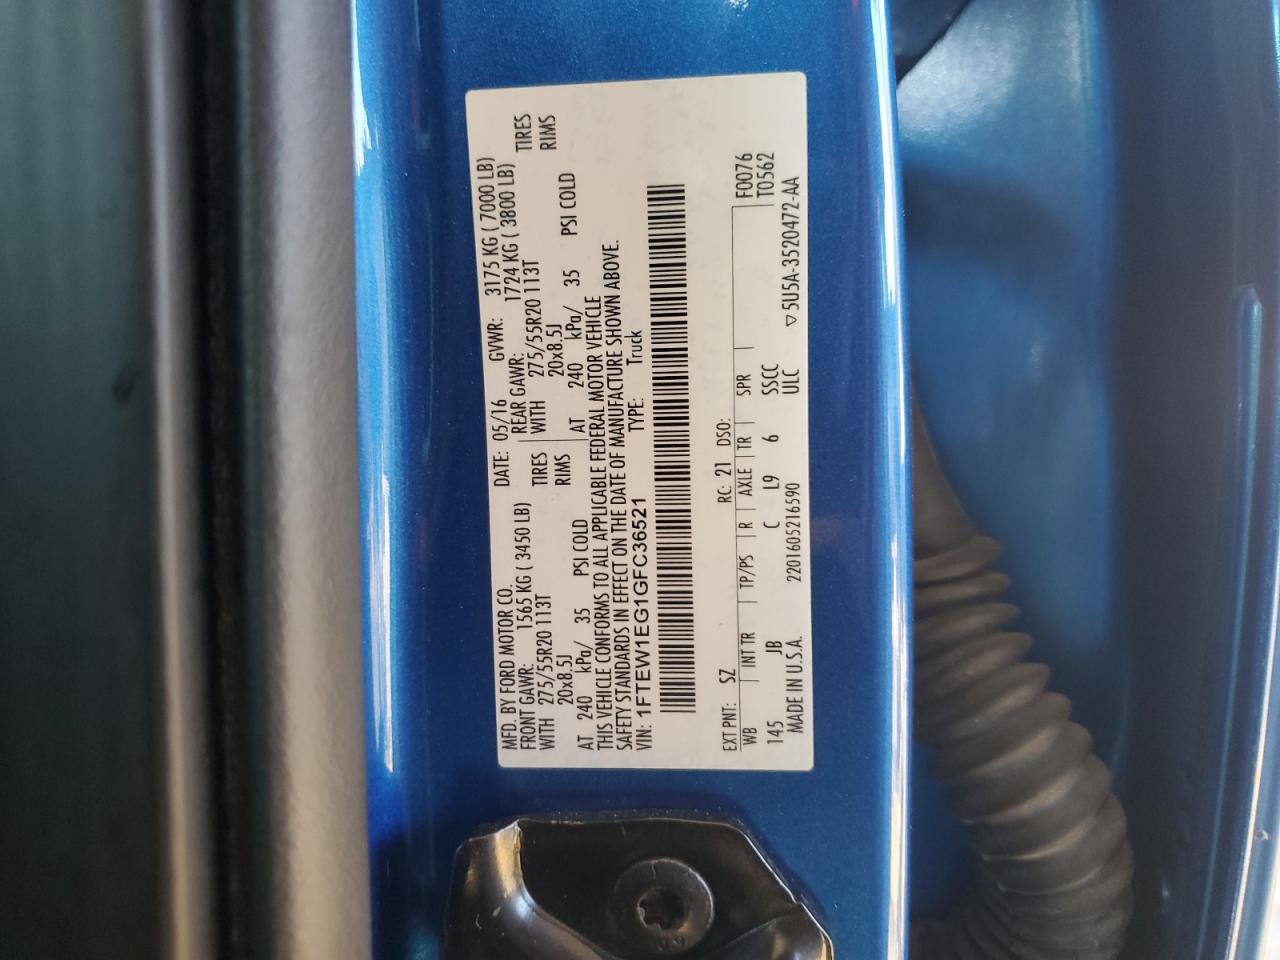 MFD. BY FORD MOTOR CO. DATE: 05/16 GVWR: 3175 KG ( 7000 LB)
FRONT GAWR: 1565 KG ( 3450 LB) REAR GAWR: 1724 KG ( 3800 LB)
WITH 275/55R20 113T TIRES WITH 275/55R20 113T TIRES
20x8.5J RIMS 20x8.5J RIMS
AT 240 kPa/ 35 PSI COLD AT 240 kPa/ 35 PSI COLD
THIS VEHICLE CONFORMS TO ALL APPLICABLE FEDERAL MOTOR VEHICLE
SAFETY STANDARDS IN EFFECT ON THE DATE OF MANUFACTURE SHOWN ABOVE.
VIN: 1FTEW1EG1GFC36521 TYPE: Truck
EXT PNT: SZ RC: 21 DSO: F0076
WB INT TR TP/PS R AXLE TR SPR T0562
145 JB C L9 6 SSCC
MADE IN U.S.A. 2201605216590 ULC ▽ 5U5A-3520472-AA